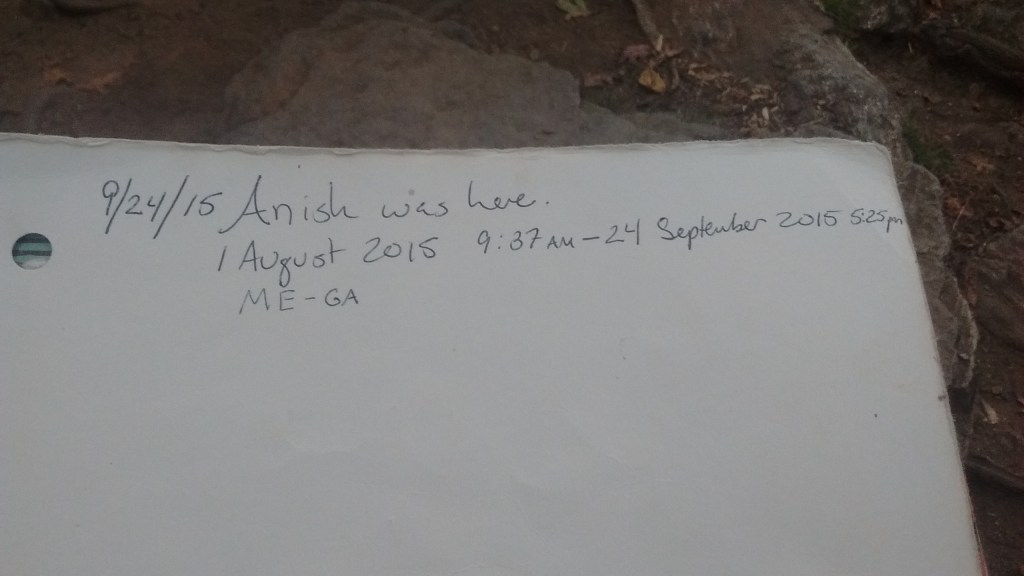 9/24/15 Anish was here.
1 August 2015 9:37 AM - 24 September 2015 5:25pm
ME - GA